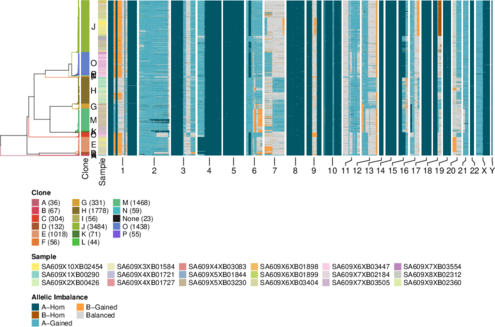 J
O
H
G
M
K
E
Clone
Sample
1 2 3 4 5 6 7 8 9 10 11 12 13 14 15 16 17 18 19 20 21 22 X Y
Clone
A (36) G (331) M (1468)
B (67) H (1778) N (59)
C (304) I (56) None (23)
D (132) J (3484) O (1438)
E (1018) K (71) P (55)
F (56) L (44)
Sample
SA609X10XB02454 SA609X3XB01584 SA609X4XB03083 SA609X6XB01898 SA609X6XB03447 SA609X7XB03554
SA609X1XB00290 SA609X4XB01721 SA609X5XB01844 SA609X6XB01899 SA609X7XB02184 SA609X8XB02312
SA609X2XB00426 SA609X4XB01727 SA609X5XB03230 SA609X6XB03404 SA609X7XB03505 SA609X9XB02360
Allelic Imbalance
A−Hom B−Gained
B−Hom Balanced
A−Gained